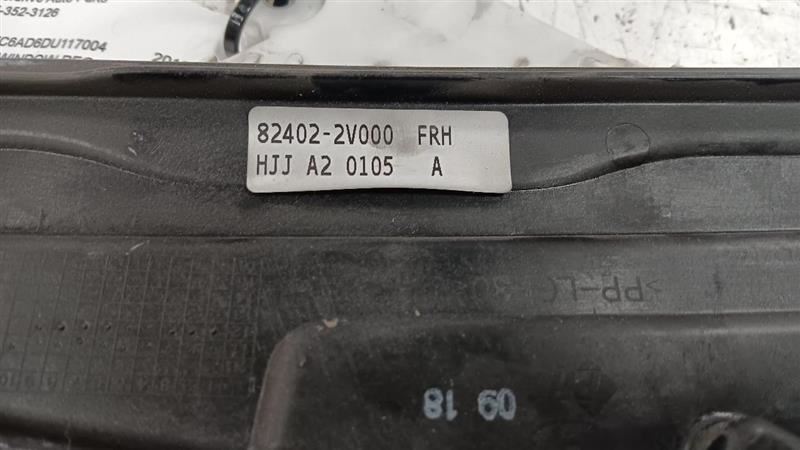 -352-3126
C6AD6DU117004
82402-2V000 FRH
HJJ A2 0105 A
>PP-L
09 18